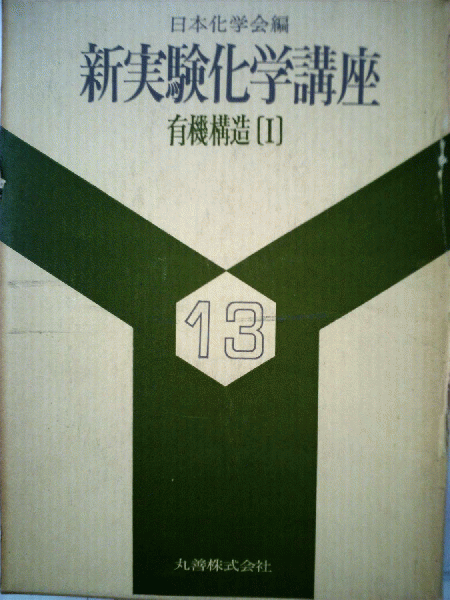 日本化学会編
新実験化学講座
有機構造〔I〕
13
丸善株式会社